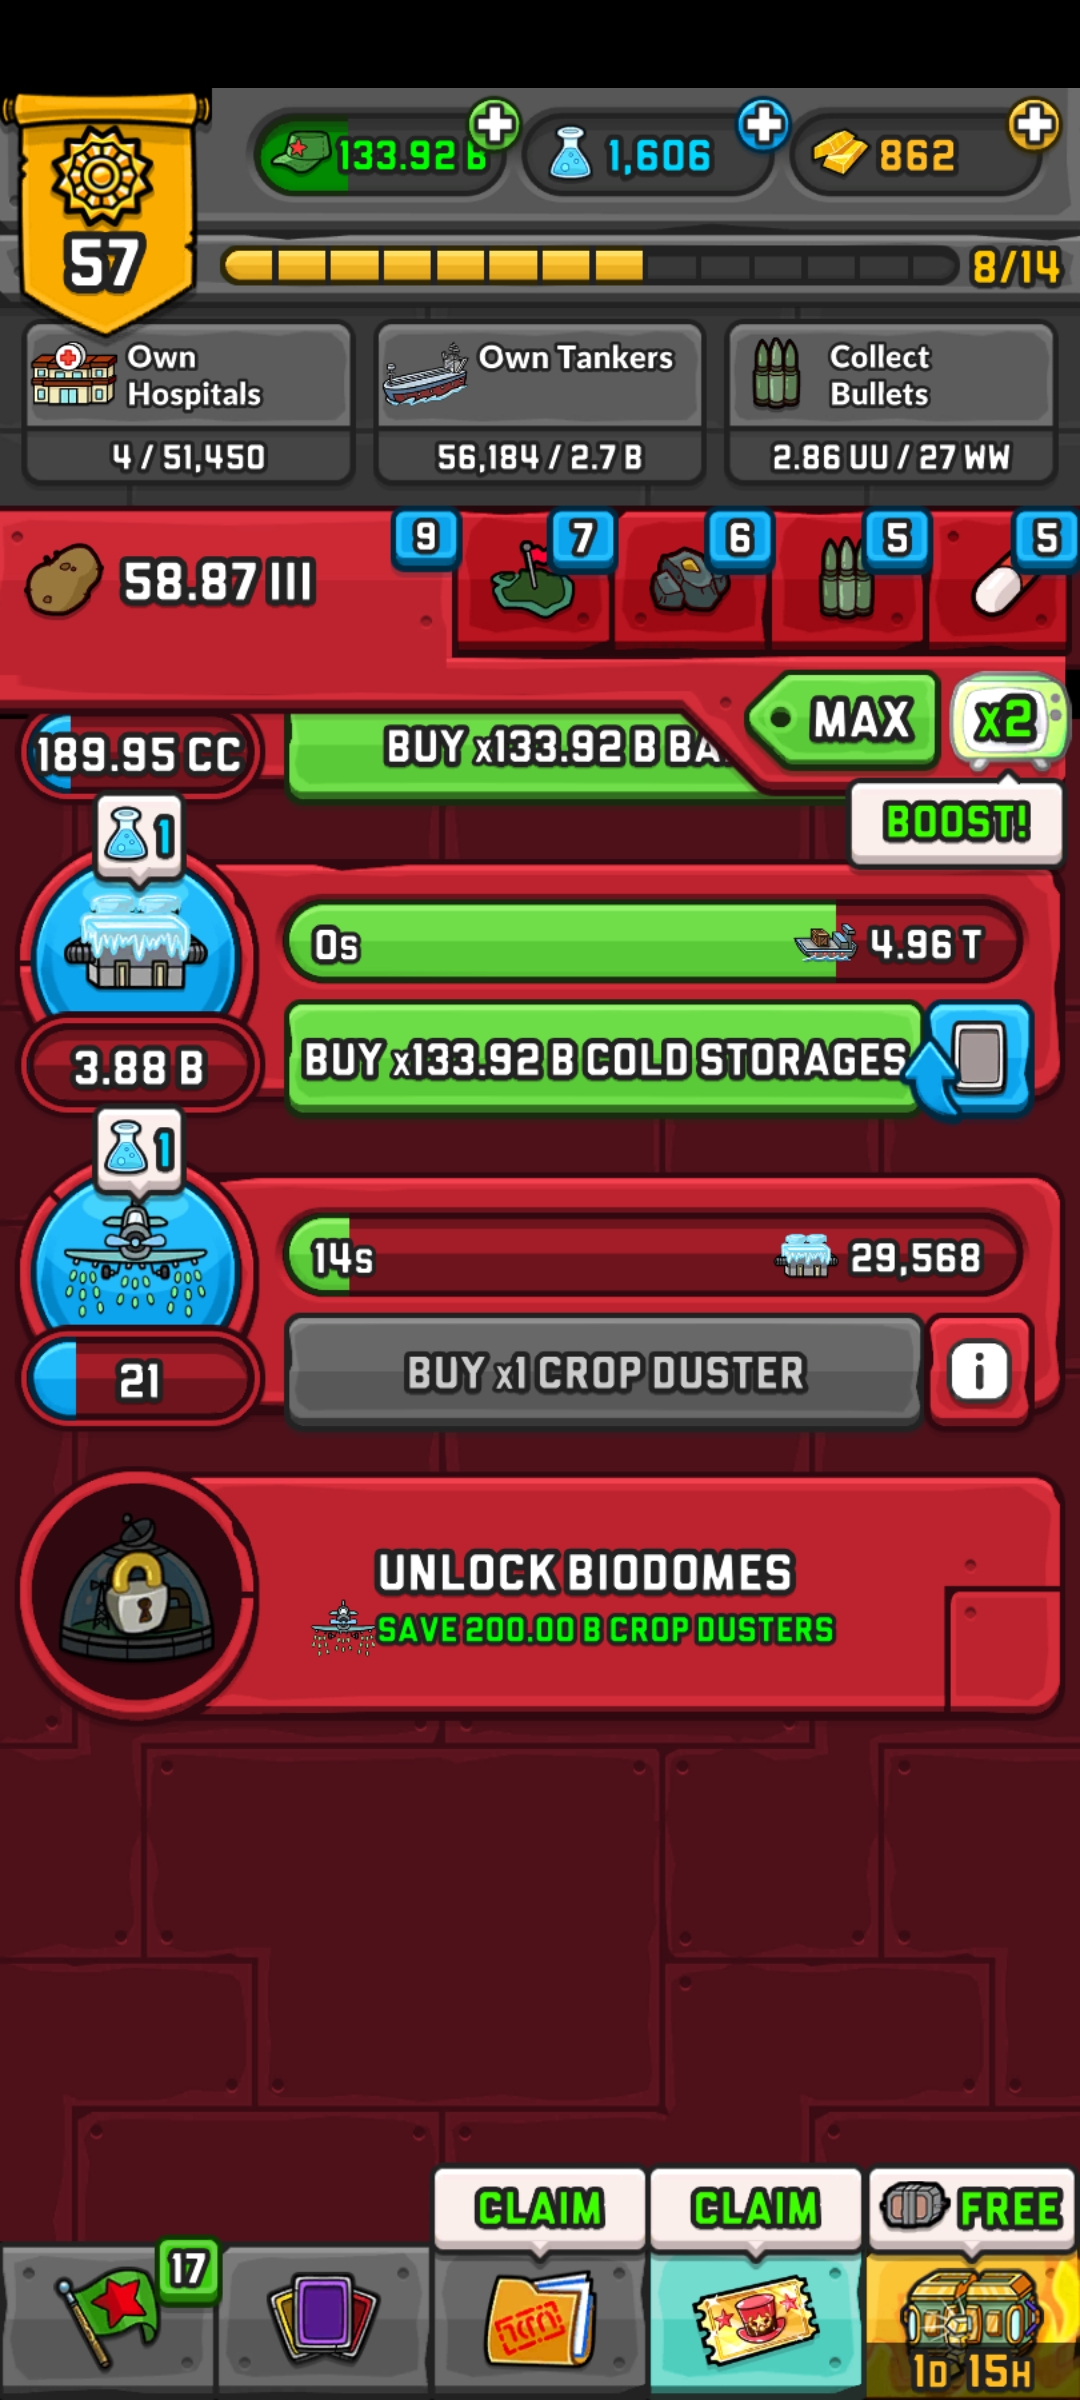 133.92 B
1,606
862
57
8/14
Own
Hospitals
4 / 51,450
Own Tankers
56,184 / 2.7 B
Collect
Bullets
2.86 UU / 27 WW
58.87 III
9
7
6
5
5
MAX
x2
BOOST!
189.95 CC
BUY x133.92 B BA
1
0s
4.96 T
3.88 B
BUY x133.92 B COLD STORAGES
1
14s
29,568
21
BUY x1 CROP DUSTER
i
UNLOCK BIODOMES
SAVE 200.00 B CROP DUSTERS
CLAIM
CLAIM
FREE
17
1D 15H